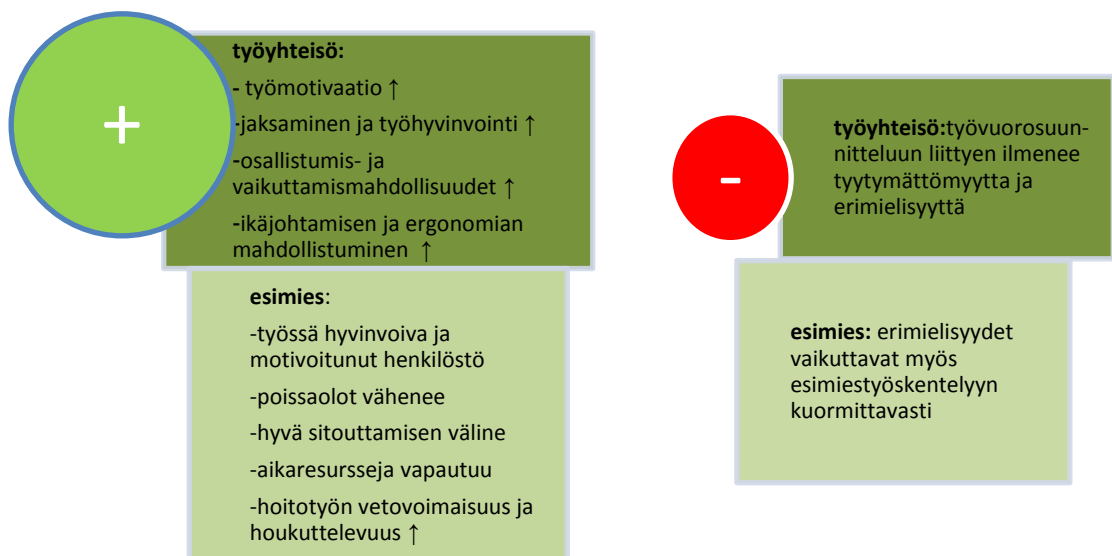 +
työyhteisö:
- työmotivaatio ↑
-jaksaminen ja työhyvinvointi ↑
-osallistumis- ja
vaikuttamismahdollisuudet ↑
-ikäjohtamisen ja ergonomian
mahdollistuminen ↑
esimies:
-työssä hyvinvoiva ja
motivoitunut henkilöstö
-poissaolot vähenee
-hyvä sitouttamisen väline
-aikaresursseja vapautuu
-hoitotyön vetovoimaisuus ja
houkuttelevuus ↑
-
työyhteisö:työvuorosuun-
nitteluun liittyen ilmenee
tyytymättömyytta ja
erimielisyyttä
esimies: erimielisyydet
vaikuttavat myös
esimiestyöskentelyyn
kuormittavasti